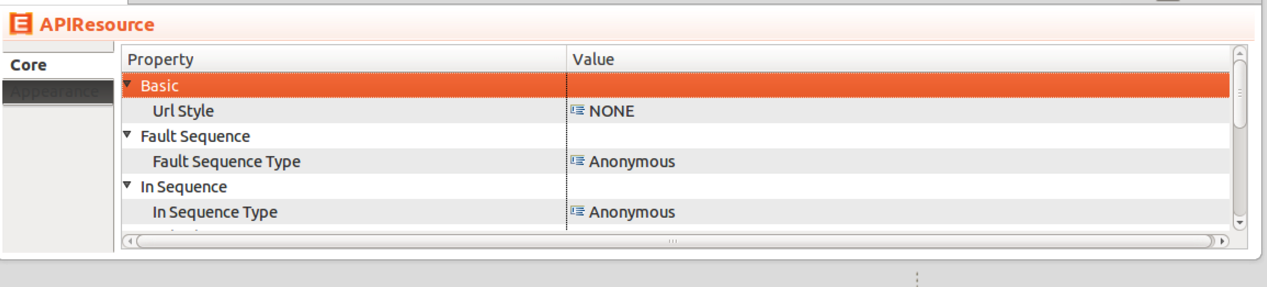 APIResource
Core
Appearance
Property Value
Basic
Url Style NONE
Fault Sequence
Fault Sequence Type Anonymous
In Sequence
In Sequence Type Anonymous